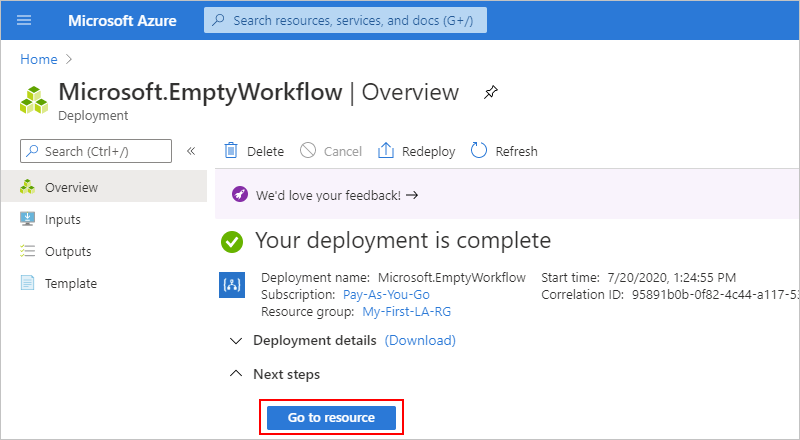 Microsoft Azure
Search resources, services, and docs (G+/)
Home
Microsoft.EmptyWorkflow | Overview
Deployment
Search (Ctrl+/)
Delete
Cancel
Redeploy
Refresh
Overview
Inputs
Outputs
Template
We'd love your feedback! →
Your deployment is complete
Deployment name: Microsoft.EmptyWorkflow
Subscription: Pay-As-You-Go
Resource group: My-First-LA-RG
Start time: 7/20/2020, 1:24:55 PM
Correlation ID: 95891b0b-0f82-4c44-a117-53
Deployment details (Download)
Next steps
Go to resource